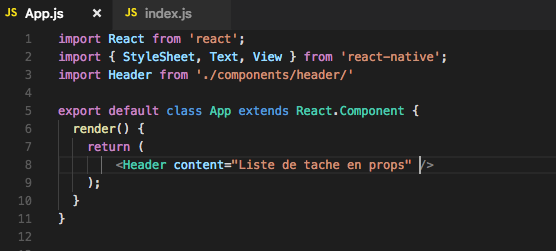 JS App.js × JS index.js
1 import React from 'react';
2 import { StyleSheet, Text, View } from 'react-native';
3 import Header from './components/header/'
4
5 export default class App extends React.Component {
6 render() {
7 return (
8 <Header content="Liste de tache en props" />
9 );
10 }
11 }
12